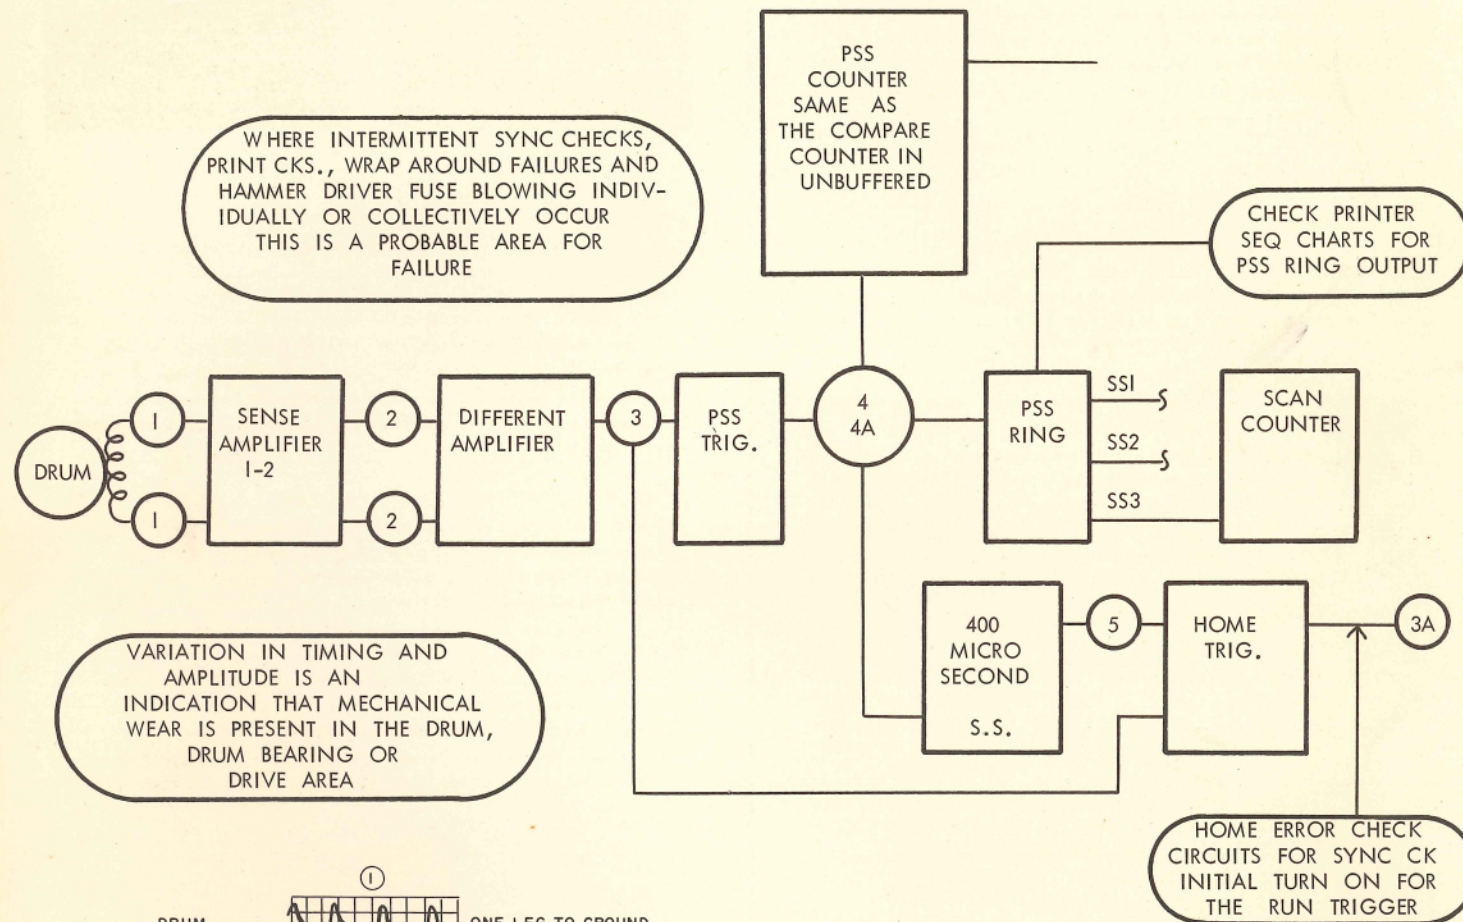 PSS
COUNTER
SAME AS
THE COMPARE
COUNTER IN
UNBUFFERED
WHERE INTERMITTENT SYNC CHECKS,
PRINT CKS., WRAP AROUND FAILURES AND
HAMMER DRIVER FUSE BLOWING INDIV-
IDUALLY OR COLLECTIVELY OCCUR
THIS IS A PROBABLE AREA FOR
FAILURE
CHECK PRINTER
SEQ CHARTS FOR
PSS RING OUTPUT
DRUM
1
1
SENSE
AMPLIFIER
1-2
2
2
DIFFERENT
AMPLIFIER
3
PSS
TRIG.
4
4A
PSS
RING
SS1
SS2
SS3
SCAN
COUNTER
400
MICRO
SECOND
S.S.
5
HOME
TRIG.
3A
VARIATION IN TIMING AND
AMPLITUDE IS AN
INDICATION THAT MECHANICAL
WEAR IS PRESENT IN THE DRUM,
DRUM BEARING OR
DRIVE AREA
HOME ERROR CHECK
CIRCUITS FOR SYNC CK
INITIAL TURN ON FOR
THE RUN TRIGGER
1
DRUM
ONE LEG TO GROUND